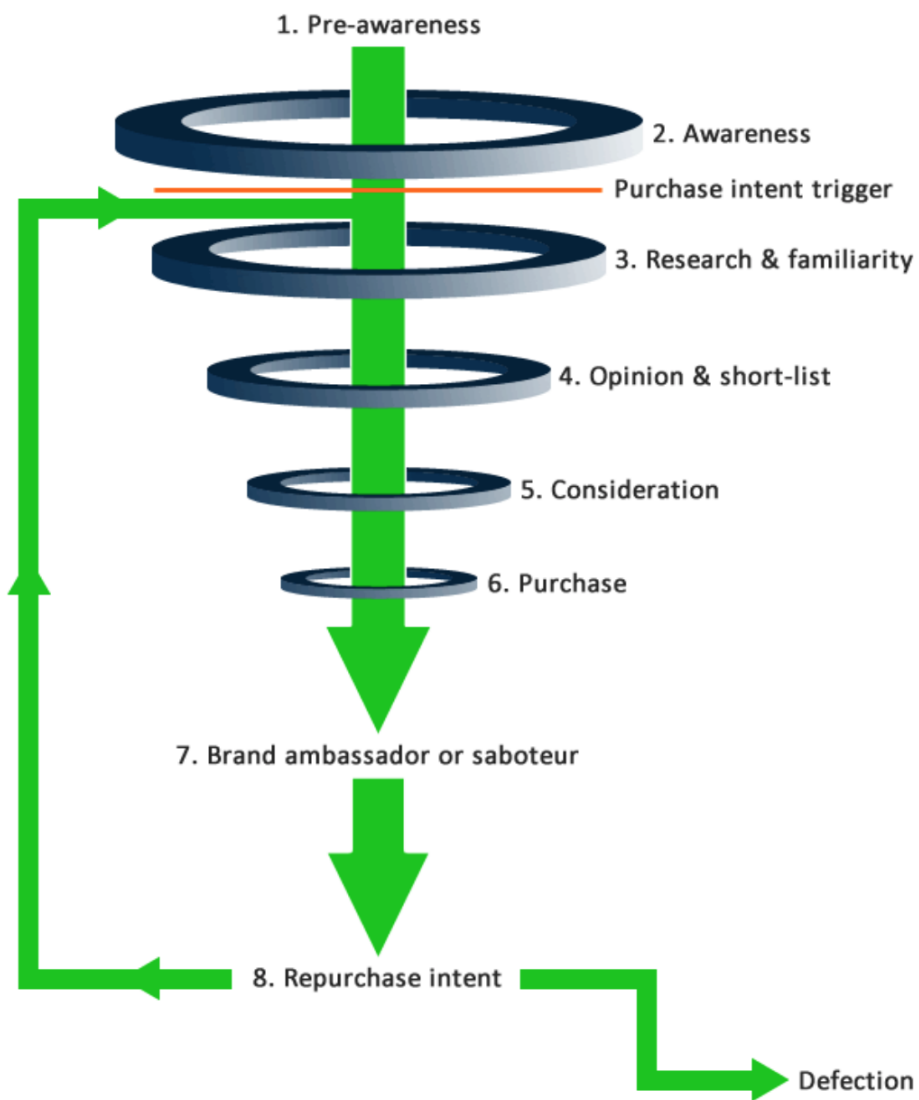 1. Pre-awareness
2. Awareness
Purchase intent trigger
3. Research & familiarity
4. Opinion & short-list
5. Consideration
6. Purchase
7. Brand ambassador or saboteur
8. Repurchase intent
Defection